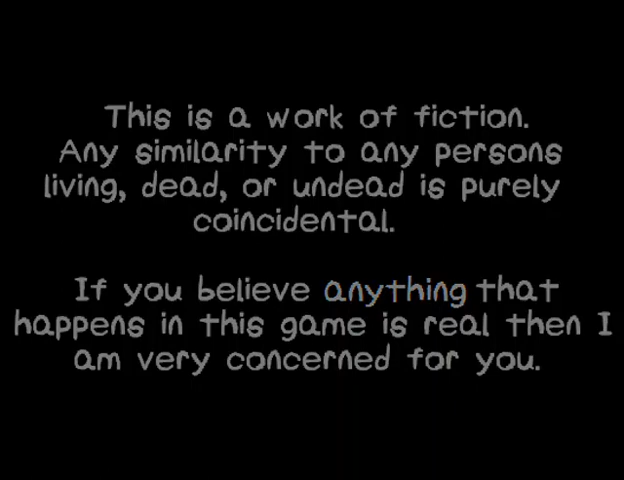 This is a work of fiction.
Any similarity to any persons
living, dead, or undead is purely
coincidental.
If you believe anything that
happens in this game is real then I
am very concerned for you.